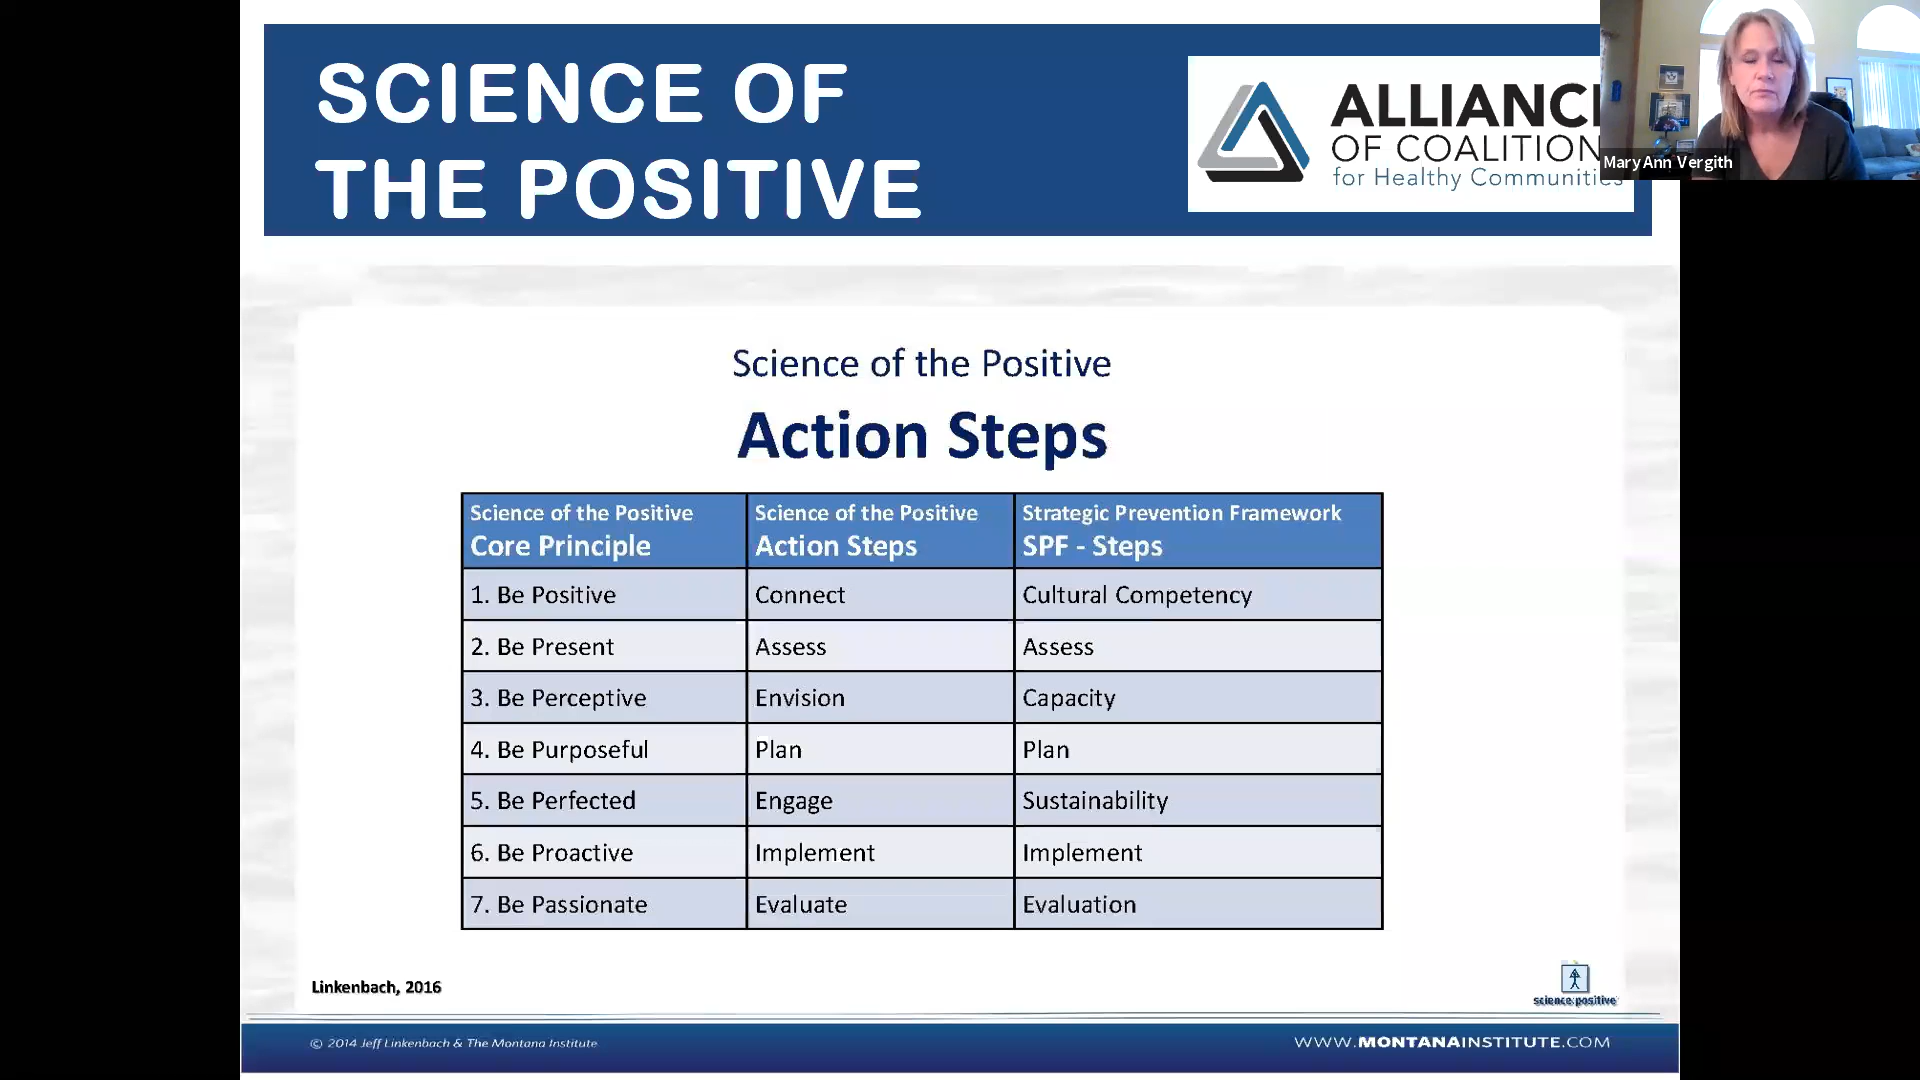 SCIENCE OF
THE POSITIVE
ALLIANC
OF COALITION
for Healthy Communities
Mary Ann Vergith
Science of the Positive
Action Steps
Science of the Positive Core Principle | Science of the Positive Action Steps | Strategic Prevention Framework SPF - Steps
1. Be Positive | Connect | Cultural Competency
2. Be Present | Assess | Assess
3. Be Perceptive | Envision | Capacity
4. Be Purposeful | Plan | Plan
5. Be Perfected | Engage | Sustainability
6. Be Proactive | Implement | Implement
7. Be Passionate | Evaluate | Evaluation
Linkenbach, 2016
science:positive
© 2014 Jeff Linkenbach & The Montana Institute
WWW.MONTANAINSTITUTE.COM